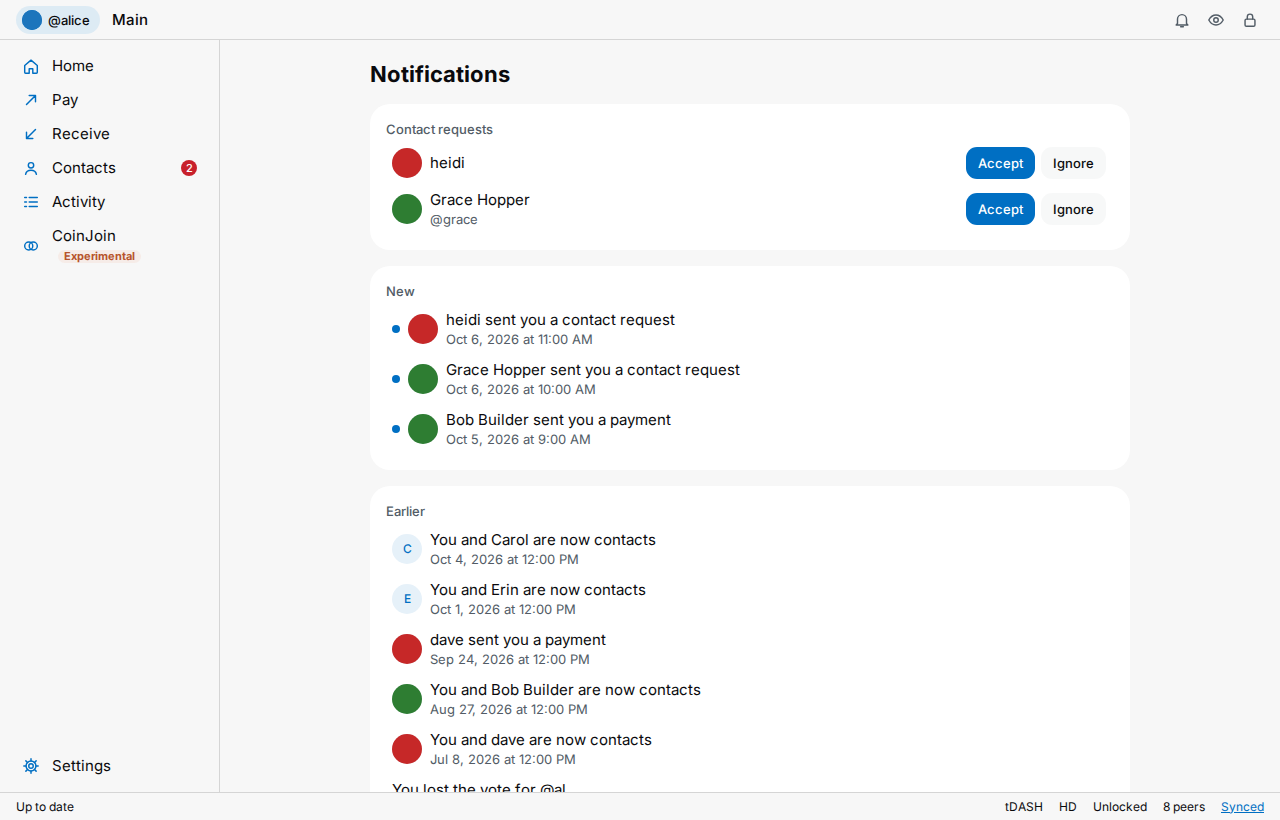 @alice Main
Home
Pay
Receive
Contacts 2
Activity
CoinJoin
Experimental
Settings
Notifications
Contact requests
heidi Accept Ignore
Grace Hopper
@grace
Accept Ignore
New
heidi sent you a contact request
Oct 6, 2026 at 11:00 AM
Grace Hopper sent you a contact request
Oct 6, 2026 at 10:00 AM
Bob Builder sent you a payment
Oct 5, 2026 at 9:00 AM
Earlier
C
You and Carol are now contacts
Oct 4, 2026 at 12:00 PM
E
You and Erin are now contacts
Oct 1, 2026 at 12:00 PM
dave sent you a payment
Sep 24, 2026 at 12:00 PM
You and Bob Builder are now contacts
Aug 27, 2026 at 12:00 PM
You and dave are now contacts
Jul 8, 2026 at 12:00 PM
You lost the vote for @al
Up to date
tDASH HD Unlocked 8 peers Synced